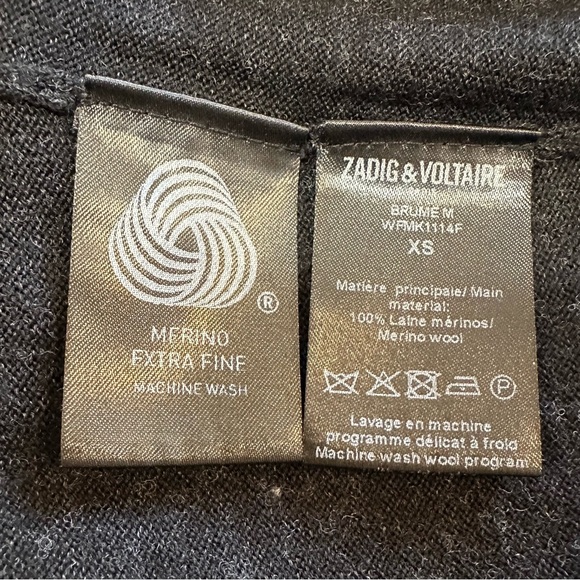 ®
MERINO
EXTRA FINE
MACHINE WASH
ZADIG & VOLTAIRE
BRUME M
WFMK1114F
XS
Matière principale/ Main
material:
100% Laine mérinos/
Merino wool
P
Lavage en machine
programme délicat à froid
Machine wash wool program